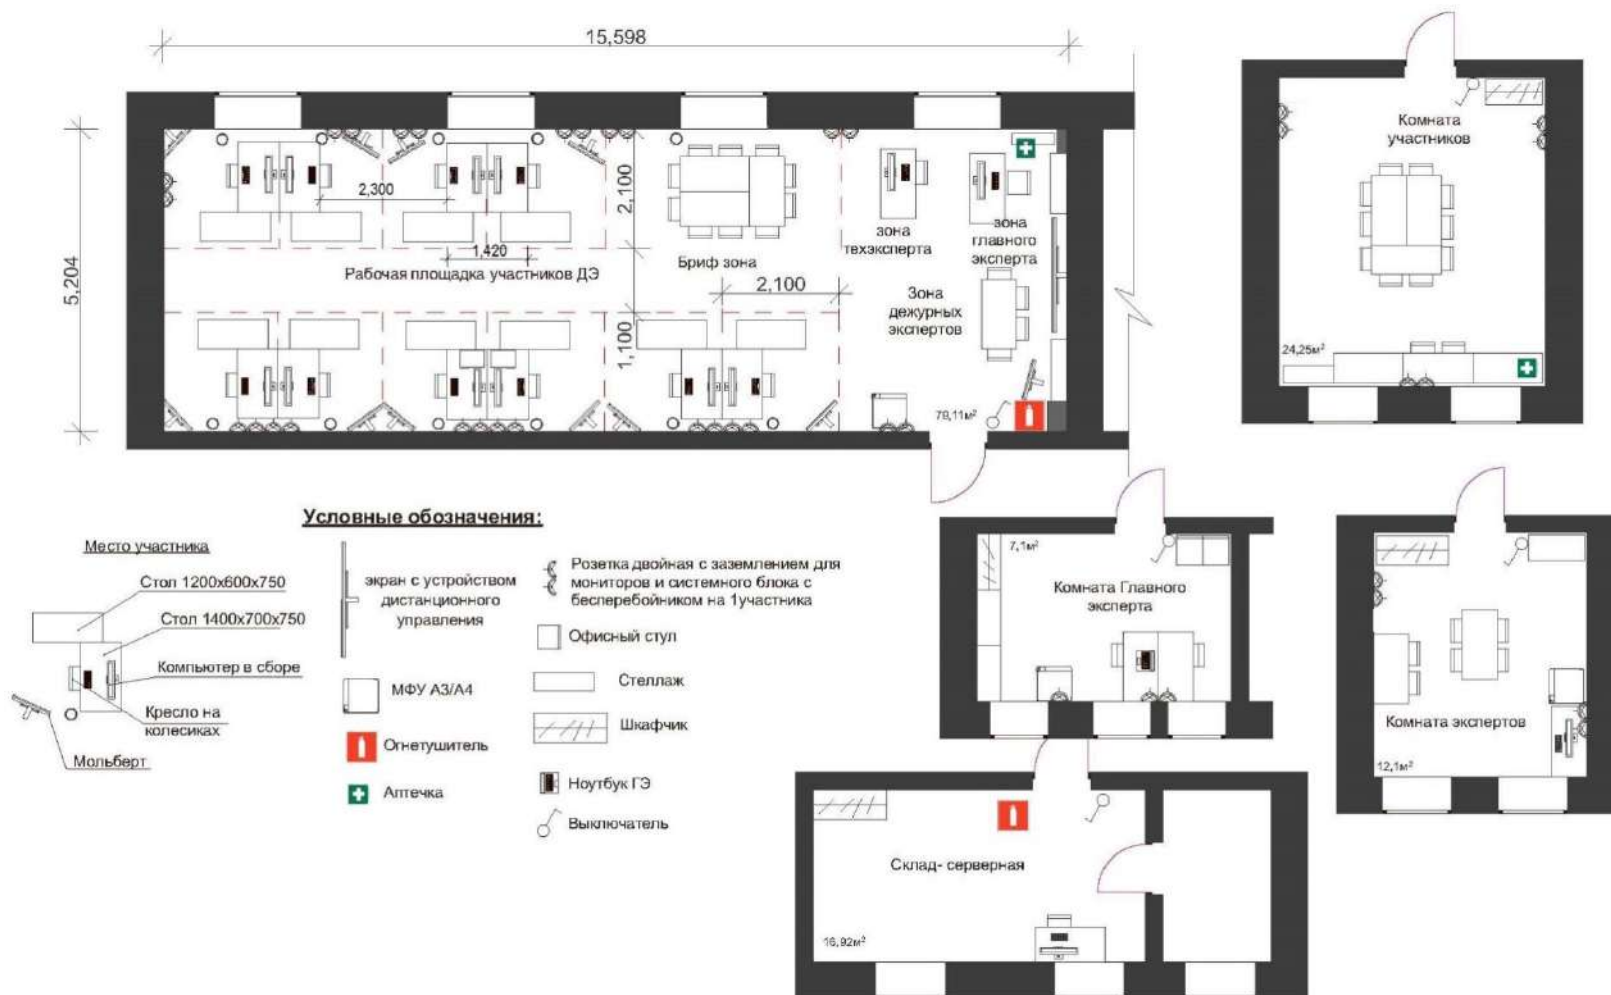 15,598
5,204
2,300
2,100
1,420
Рабочая площадка участников ДЭ
Бриф зона
2,100
1,100
зона
техэксперта
зона
главного
эксперта
Зона
дежурных
экспертов
Комната
участников
24,25м²
Условные обозначения:
Место участника
Стол 1200х600х750
Стол 1400х700х750
Компьютер в сборе
Кресло на
колесиках
Мольберт
экран с устройством
дистанционного
управления
МФУ А3/А4
Огнетушитель
Аптечка
Розетка двойная с заземлением для
мониторов и системного блока с
бесперебойником на 1участника
Офисный стул
Стеллаж
Шкафчик
Ноутбук ГЭ
Выключатель
7,1м²
Комната Главного
эксперта
Комната экспертов
12,1м²
Склад- серверная
16,92м²